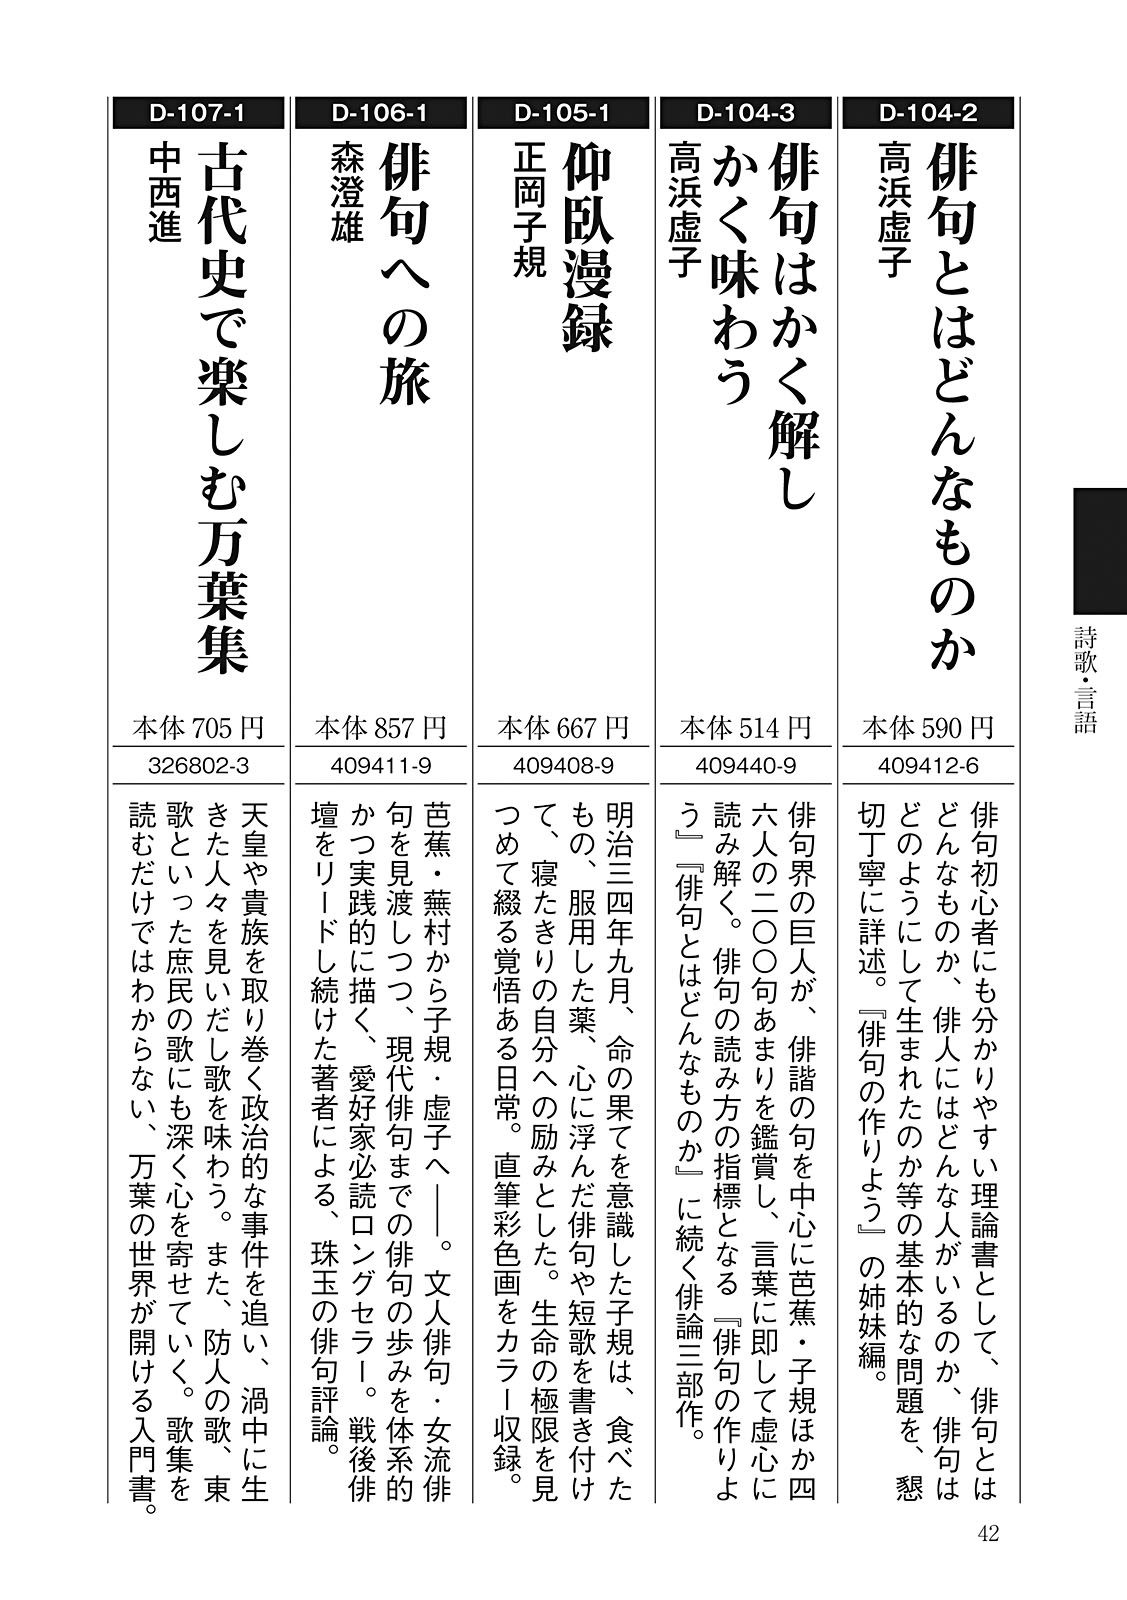 詩歌・言語
D-104-2
俳句とはどんなものか
高浜虚子
本体590円
409412-6
俳句初心者にも分かりやすい理論書として、俳句とは
どんなものか、俳人にはどんな人がいるのか、俳句は
どのようにして生まれたのか等の基本的な問題を、懇
切丁寧に詳述。『俳句の作りよう』の姉妹編。
D-104-3
俳句はかく解し
かく味わう
高浜虚子
本体514円
409440-9
俳句界の巨人が、俳諧の句を中心に芭蕉・子規ほか四
六人の二〇〇句あまりを鑑賞し、言葉に即して虚心に
読み解く。俳句の読み方の指標となる『俳句の作りよ
う』『俳句とはどんなものか』に続く俳論三部作。
D-105-1
仰臥漫録
正岡子規
本体667円
409408-9
明治三四年九月、命の果てを意識した子規は、食べた
もの、服用した薬、心に浮んだ俳句や短歌を書き付け
て、寝たきりの自分への励みとした。生命の極限を見
つめて綴る覚悟ある日常。直筆彩色画をカラー収録。
D-106-1
俳句への旅
森澄雄
本体857円
409411-9
芭蕉・蕪村から子規・虚子へ――。文人俳句・女流俳
句を見渡しつつ、現代俳句までの俳句の歩みを体系的
かつ実践的に描く、愛好家必読ロングセラー。戦後俳
壇をリードし続けた著者による、珠玉の俳句評論。
D-107-1
古代史で楽しむ万葉集
中西進
本体705円
326802-3
天皇や貴族を取り巻く政治的な事件を追い、渦中に生
きた人々を見いだし歌を味わう。また、防人の歌、東
歌といった庶民の歌にも深く心を寄せていく。歌集を
読むだけではわからない、万葉の世界が開ける入門書。
42